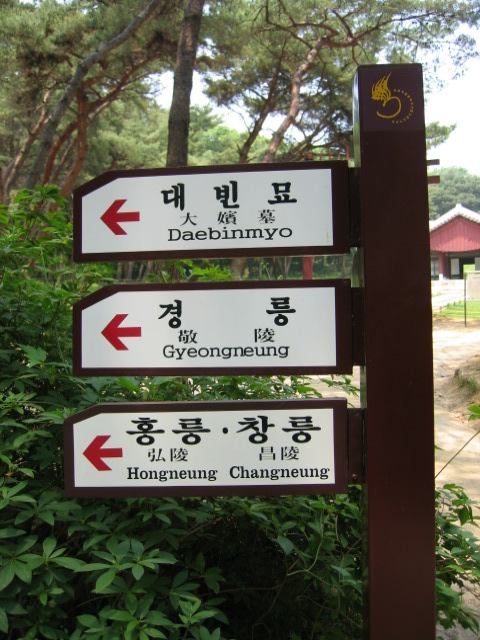 대빈묘
大嬪墓
Daebinmyo
경릉
敬陵
Gyeongneung
홍릉·창릉
弘陵 昌陵
Hongneung Changneung